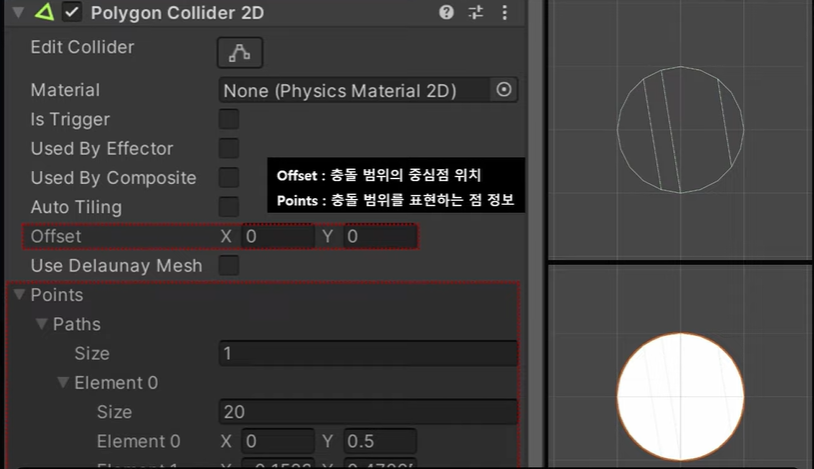 Polygon Collider 2D
Edit Collider
Material None (Physics Material 2D)
Is Trigger
Used By Effector
Used By Composite
Offset : 충돌 범위의 중심점 위치
Points : 충돌 범위를 표현하는 점 정보
Auto Tiling
Offset X 0 Y 0
Use Delaunay Mesh
Points
Paths
Size 1
Element 0
Size 20
Element 0 X 0 Y 0.5
Element 1